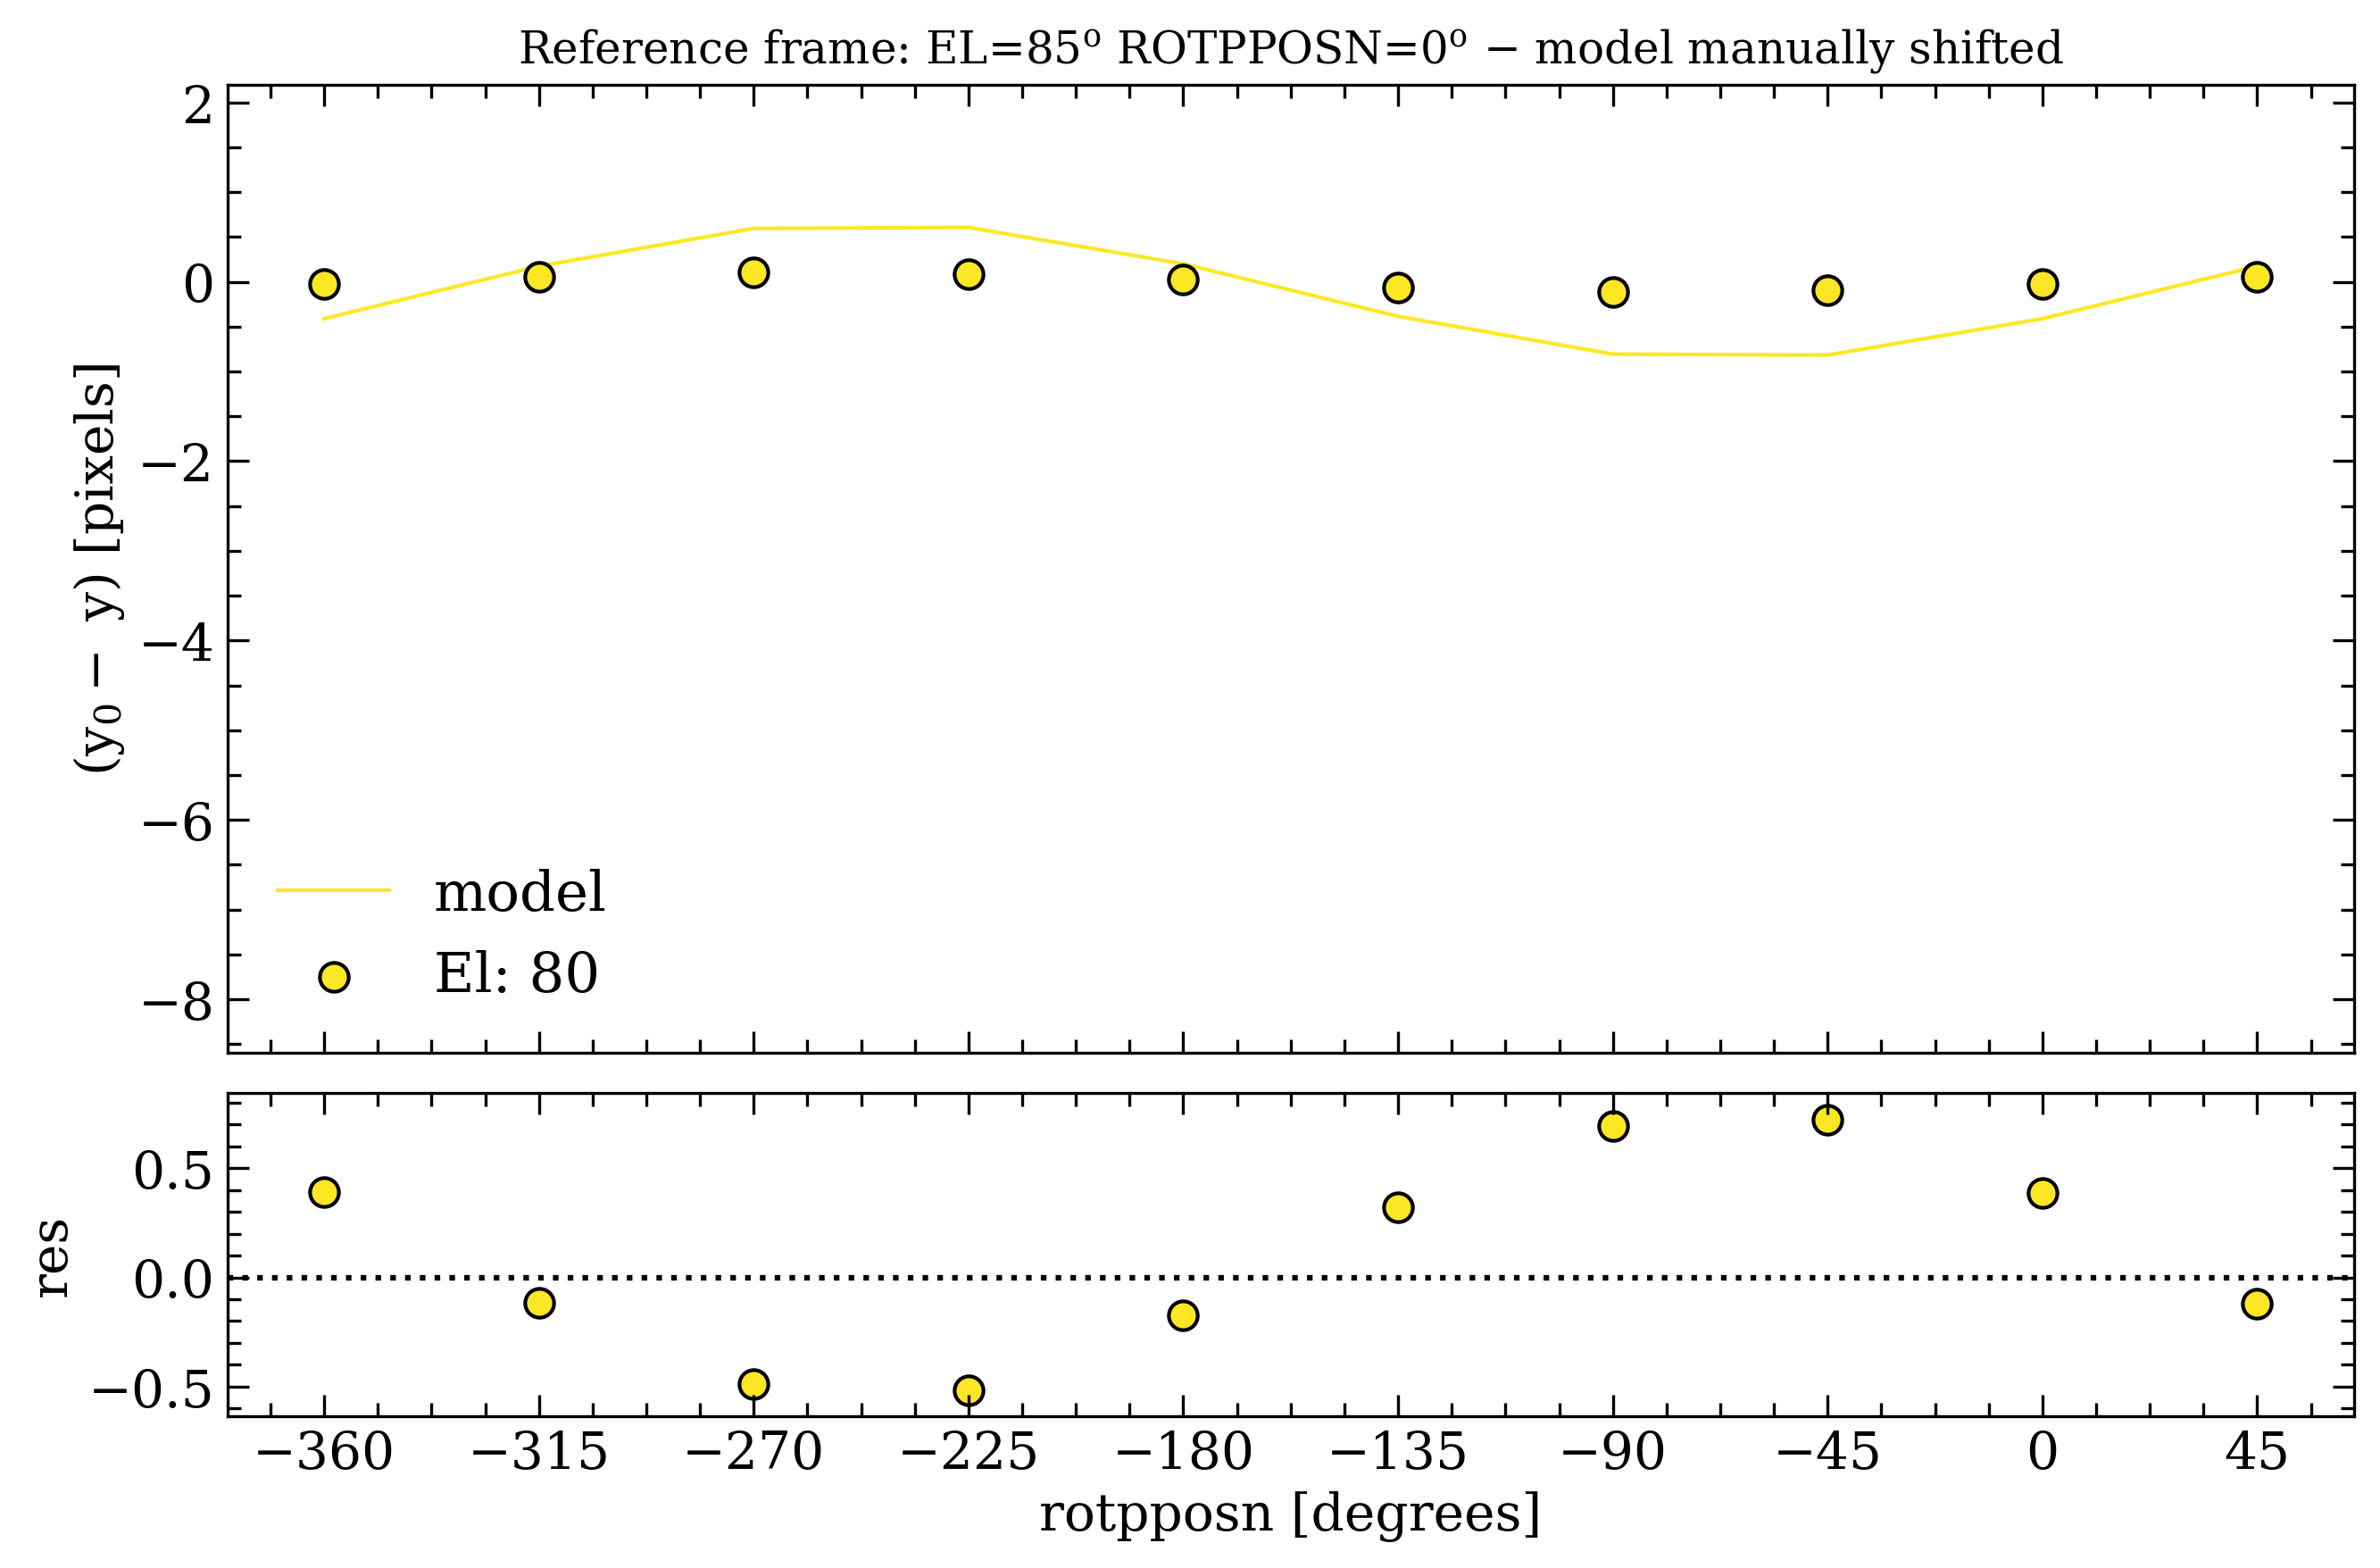 Reference frame: EL=85º ROTPPOSN=0º − model manually shifted
2
0
−2
−4
−6
−8
(y₀ − y) [pixels]
model
El: 80
0.5
0.0
−0.5
res
−360 −315 −270 −225 −180 −135 −90 −45 0 45
rotpposn [degrees]